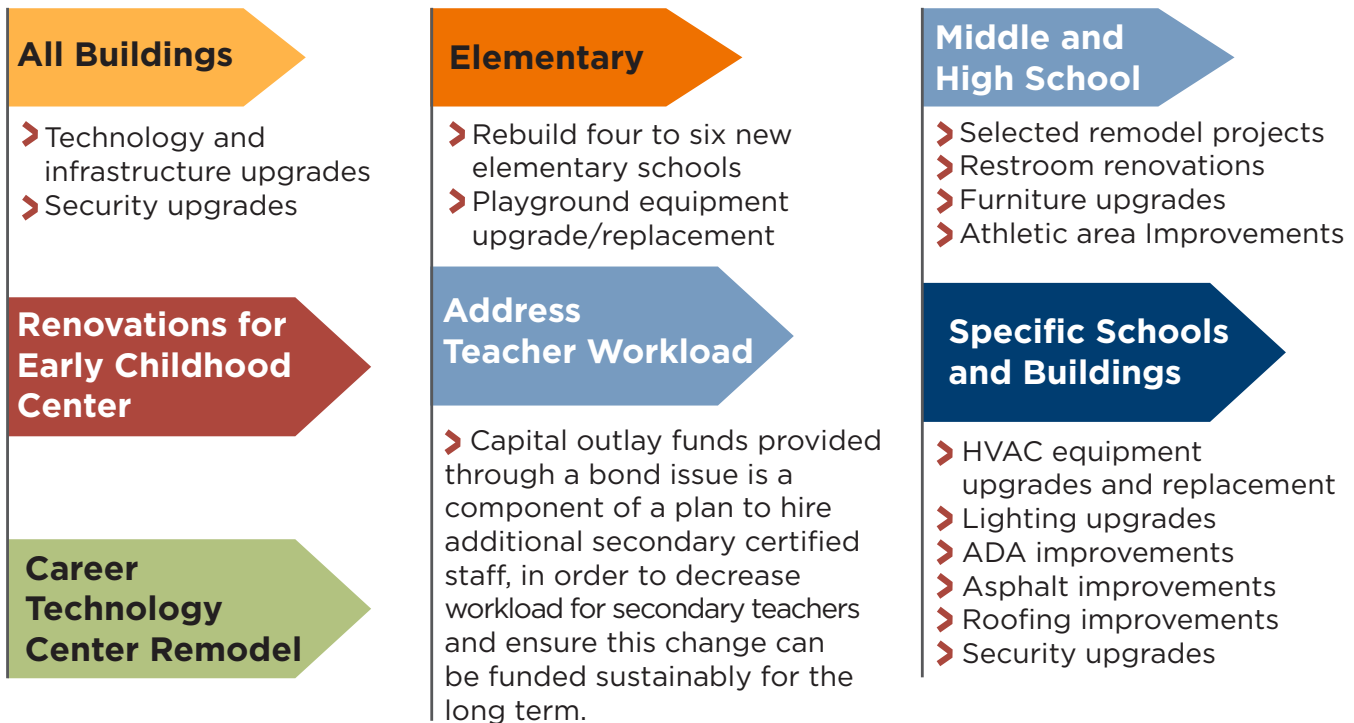 All Buildings
Technology and
infrastructure upgrades
Security upgrades
Renovations for
Early Childhood
Center
Career
Technology
Center Remodel
Elementary
Rebuild four to six new
elementary schools
Playground equipment
upgrade/replacement
Address
Teacher Workload
Capital outlay funds provided
through a bond issue is a
component of a plan to hire
additional secondary certified
staff, in order to decrease
workload for secondary teachers
and ensure this change can
be funded sustainably for the
long term.
Middle and
High School
Selected remodel projects
Restroom renovations
Furniture upgrades
Athletic area Improvements
Specific Schools
and Buildings
HVAC equipment
upgrades and replacement
Lighting upgrades
ADA improvements
Asphalt improvements
Roofing improvements
Security upgrades